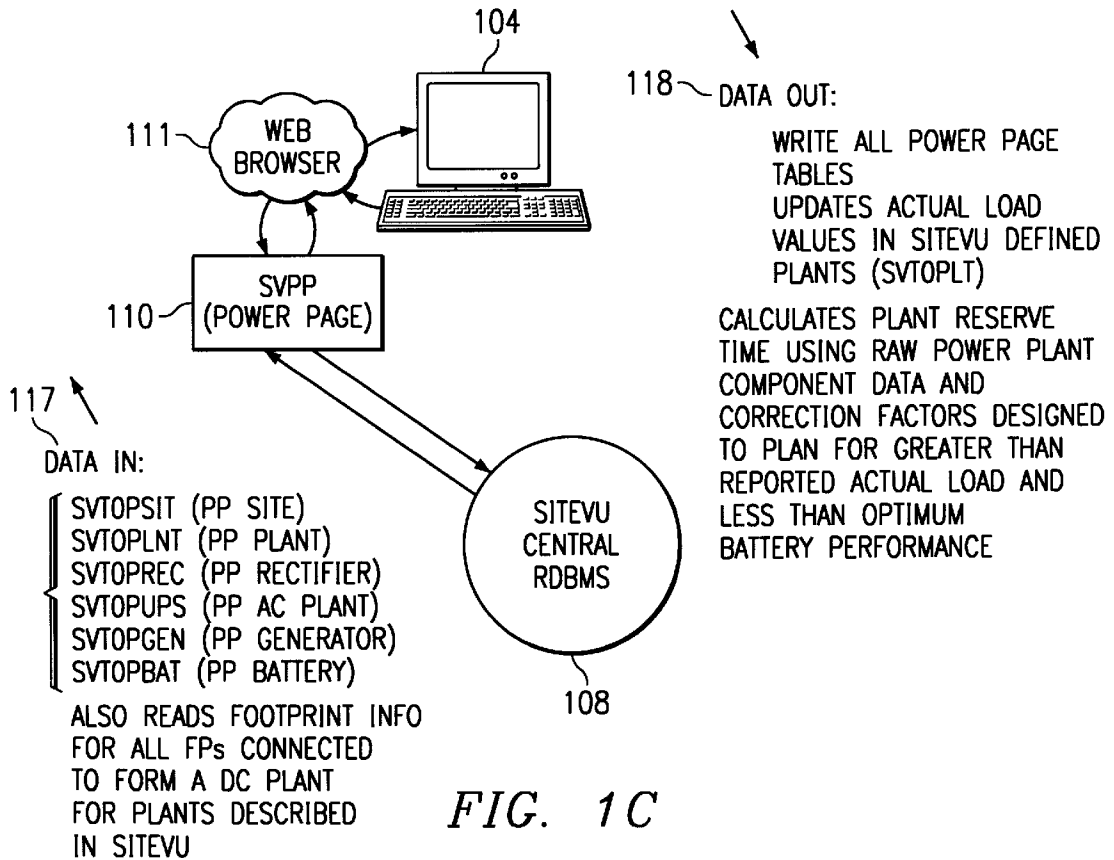 104
111
WEB
BROWSER
SVPP
(POWER PAGE)
110
118
DATA OUT:
WRITE ALL POWER PAGE
TABLES
UPDATES ACTUAL LOAD
VALUES IN SITEVU DEFINED
PLANTS (SVTOPLT)
CALCULATES PLANT RESERVE
TIME USING RAW POWER PLANT
COMPONENT DATA AND
CORRECTION FACTORS DESIGNED
TO PLAN FOR GREATER THAN
REPORTED ACTUAL LOAD AND
LESS THAN OPTIMUM
BATTERY PERFORMANCE
117
DATA IN:
SVTOPSIT (PP SITE)
SVTOPLNT (PP PLANT)
SVTOPREC (PP RECTIFIER)
SVTOPUPS (PP AC PLANT)
SVTOPGEN (PP GENERATOR)
SVTOPBAT (PP BATTERY)
ALSO READS FOOTPRINT INFO
FOR ALL FPs CONNECTED
TO FORM A DC PLANT
FOR PLANTS DESCRIBED
IN SITEVU
SITEVU
CENTRAL
RDBMS
108
FIG. 1C